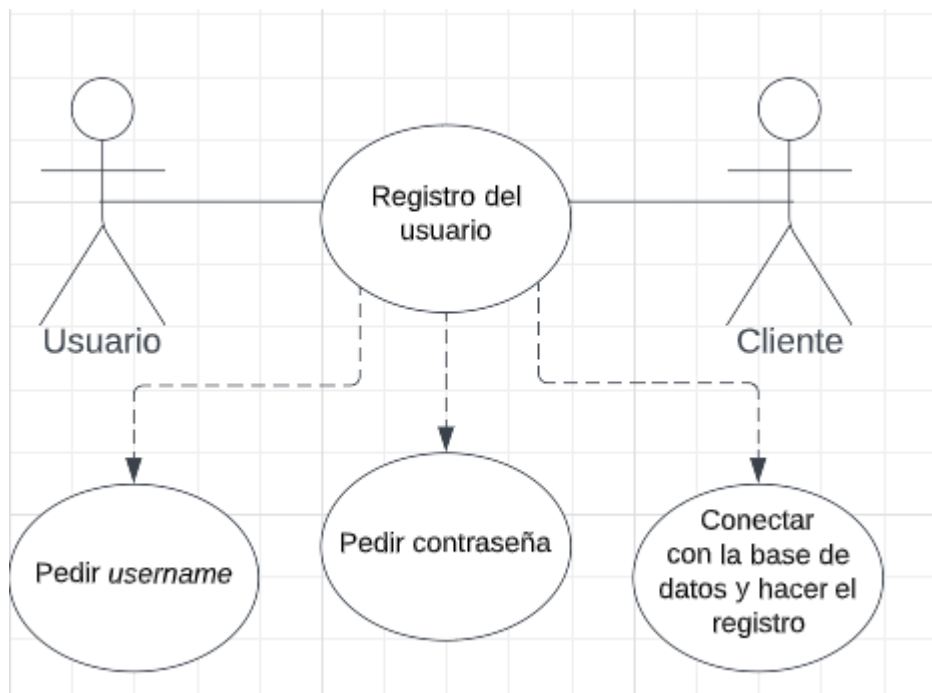 Registro del
usuario
Usuario
Cliente
Pedir username
Pedir contraseña
Conectar
con la base de
datos y hacer el
registro